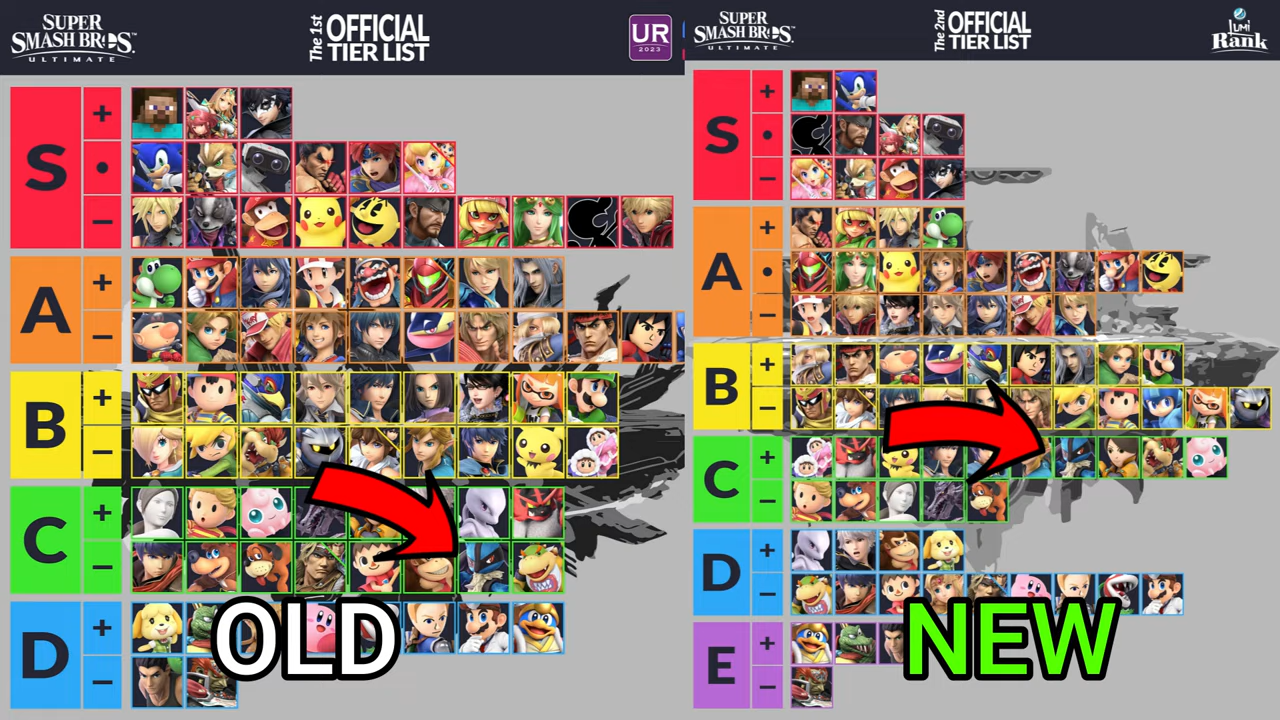 SUPER
SMASH BROS.
ULTIMATE
The 1st OFFICIAL
TIER LIST
UR
2023
S
+
•
−
A
+
−
B
+
−
C
+
−
D
+
−
OLD
SUPER
SMASH BROS.
ULTIMATE
The 2nd OFFICIAL
TIER LIST
lumi
Rank
S
+
•
−
A
+
•
−
B
+
−
C
+
−
D
+
−
E
+
−
NEW